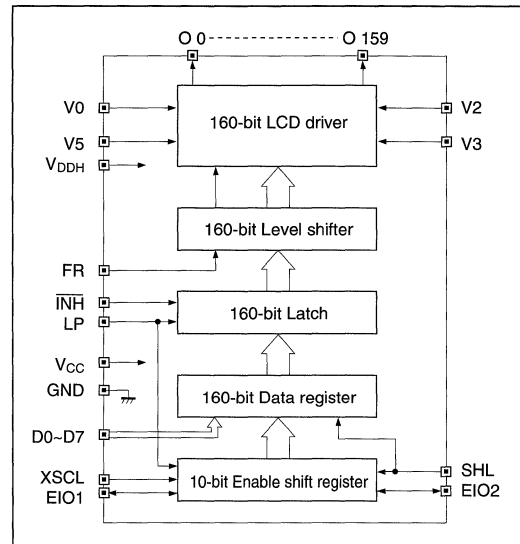 O 0 ---------- O 159
V0
160-bit LCD driver
V2
V5
V3
VDDH
160-bit Level shifter
FR
INH
160-bit Latch
LP
VCC
GND
160-bit Data register
D0~D7
SHL
XSCL
10-bit Enable shift register
EIO1
EIO2